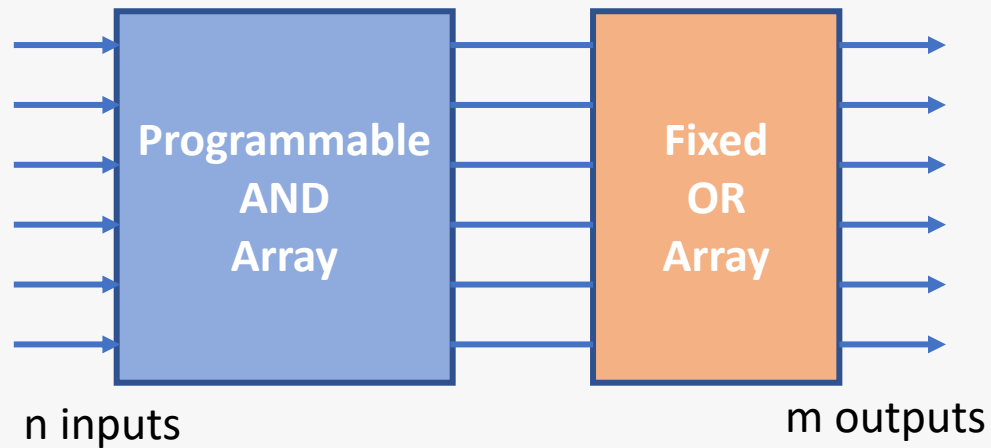 Programmable
AND
Array
Fixed
OR
Array
n inputs
m outputs